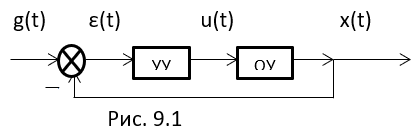 g(t) ε(t) u(t) x(t)
УУ ОУ
–
Рис. 9.1